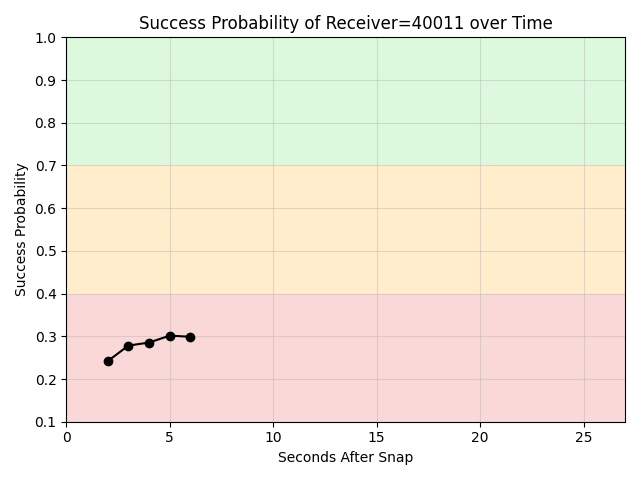 Success Probability of Receiver=40011 over Time
1.0
0.9
0.8
0.7
0.6
0.5
0.4
0.3
0.2
0.1
Success Probability
0 5 10 15 20 25
Seconds After Snap